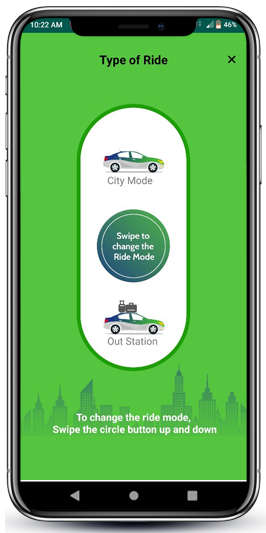 10:22 AM 46%
Type of Ride
City Mode
Swipe to
change the
Ride Mode
Out Station
To change the ride mode,
Swipe the circle button up and down